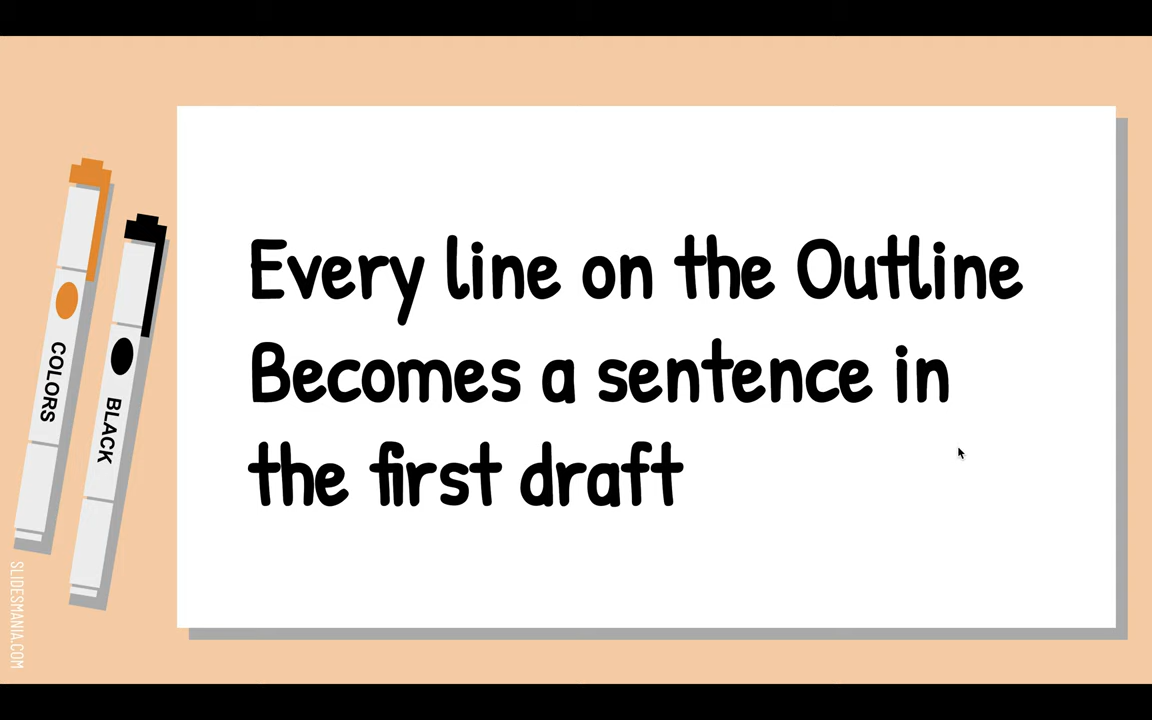 Every line on the Outline
Becomes a sentence in
the first draft
COLORS
BLACK
SLIDESMANIA.COM